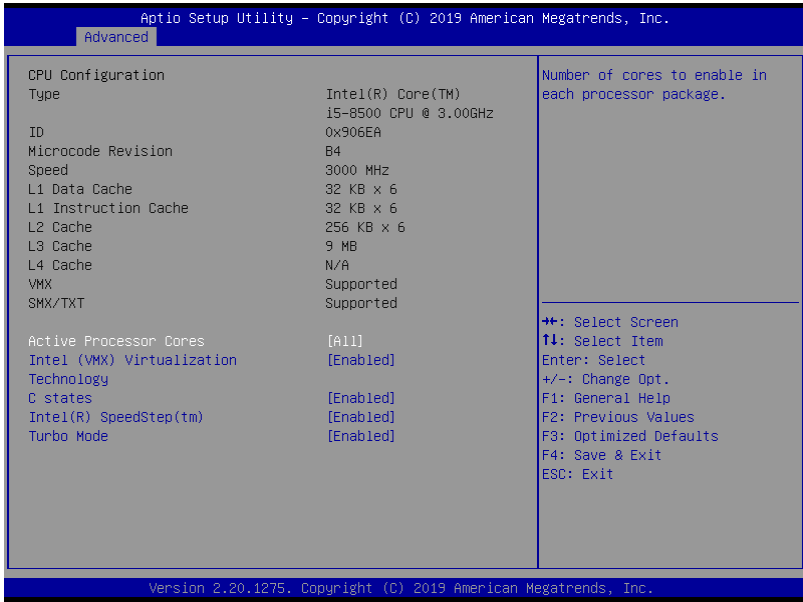 Aptio Setup Utility – Copyright (C) 2019 American Megatrends, Inc.
Advanced
CPU Configuration
Type Intel(R) Core(TM)
i5-8500 CPU @ 3.00GHz
ID 0x906EA
Microcode Revision B4
Speed 3000 MHz
L1 Data Cache 32 KB x 6
L1 Instruction Cache 32 KB x 6
L2 Cache 256 KB x 6
L3 Cache 9 MB
L4 Cache N/A
VMX Supported
SMX/TXT Supported
Active Processor Cores [All]
Intel (VMX) Virtualization [Enabled]
Technology
C states [Enabled]
Intel(R) SpeedStep(tm) [Enabled]
Turbo Mode [Enabled]
Number of cores to enable in
each processor package.
→←: Select Screen
↑↓: Select Item
Enter: Select
+/-: Change Opt.
F1: General Help
F2: Previous Values
F3: Optimized Defaults
F4: Save & Exit
ESC: Exit
Version 2.20.1275. Copyright (C) 2019 American Megatrends, Inc.